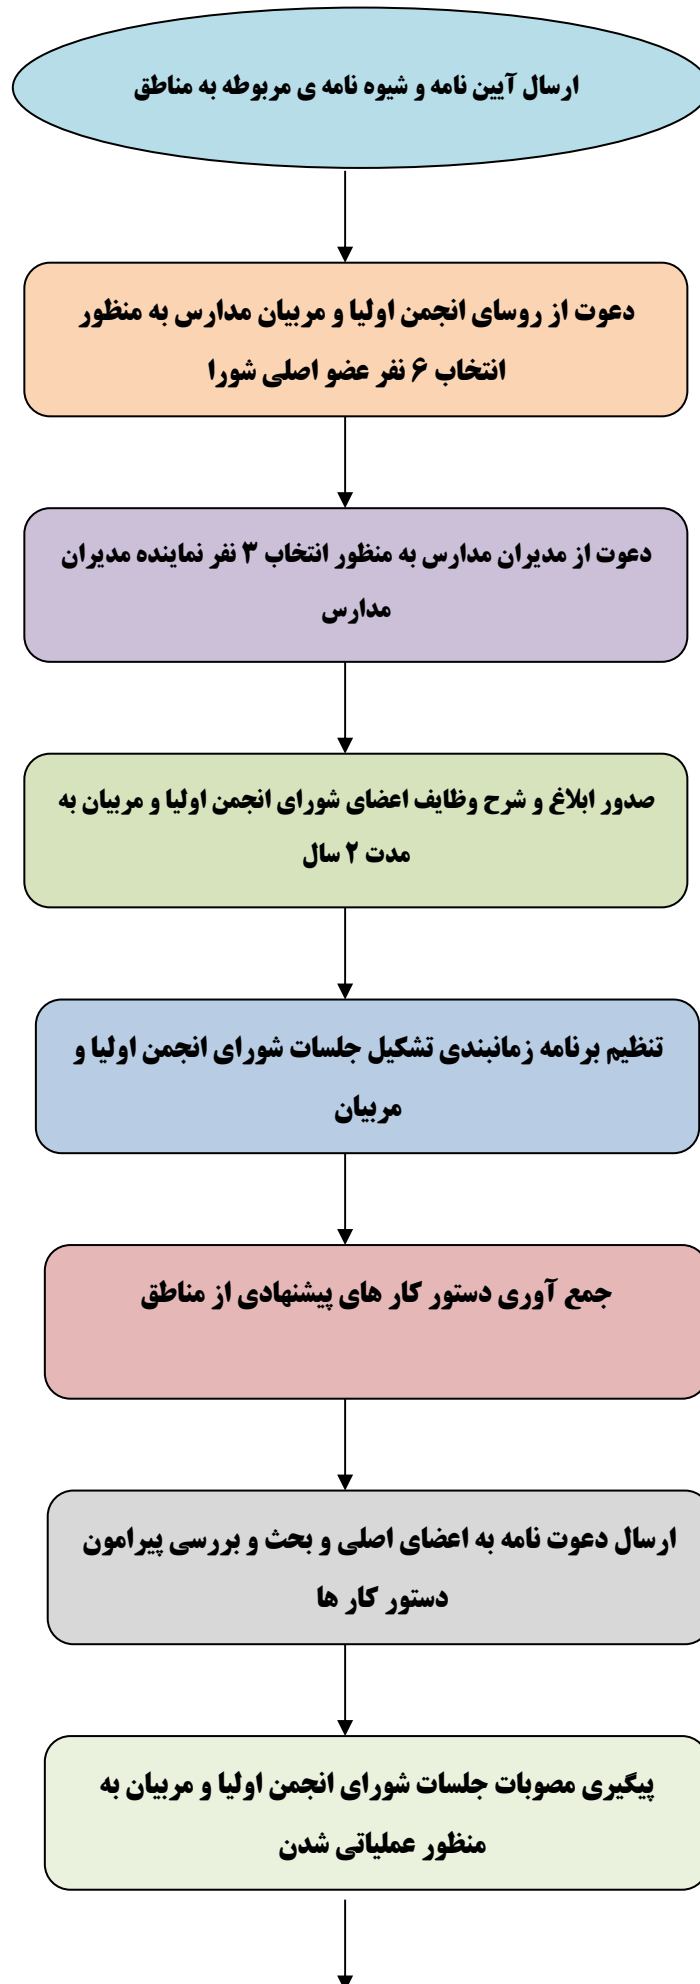 ارسال آیین نامه و شیوه نامه ی مربوطه به مناطق
دعوت از روسای انجمن اولیا و مربیان مدارس به منظور
انتخاب ۶ نفر عضو اصلی شورا
دعوت از مدیران مدارس به منظور انتخاب ۳ نفر نماینده مدیران
مدارس
صدور ابلاغ و شرح وظایف اعضای شورای انجمن اولیا و مربیان به
مدت ۲ سال
تنظیم برنامه زمانبندی تشکیل جلسات شورای انجمن اولیا و
مربیان
جمع آوری دستور کار های پیشنهادی از مناطق
ارسال دعوت نامه به اعضای اصلی و بحث و بررسی پیرامون
دستور کار ها
پیگیری مصوبات جلسات شورای انجمن اولیا و مربیان به
منظور عملیاتی شدن